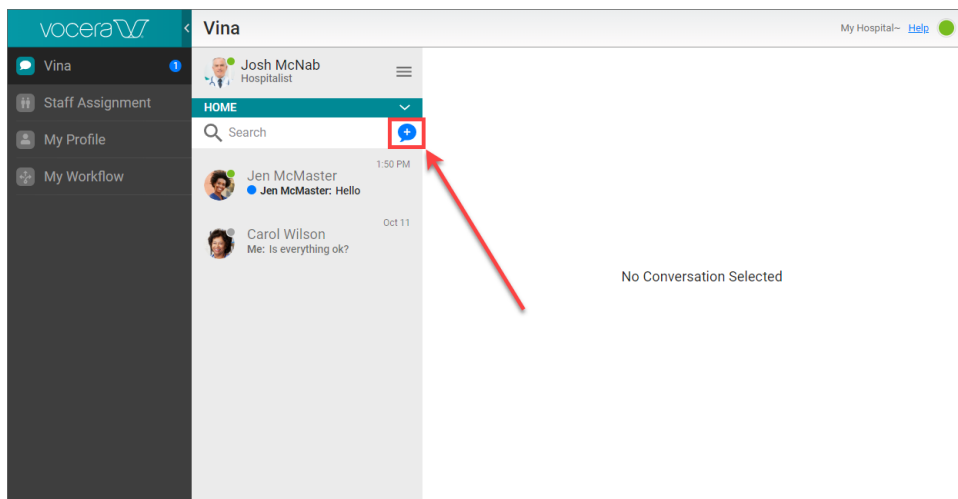 vocera
Vina
My Hospital~ Help
Vina 1
Staff Assignment
My Profile
My Workflow
Josh McNab
Hospitalist
HOME
Search
1:50 PM
Jen McMaster
Jen McMaster: Hello
Oct 11
Carol Wilson
Me: Is everything ok?
No Conversation Selected